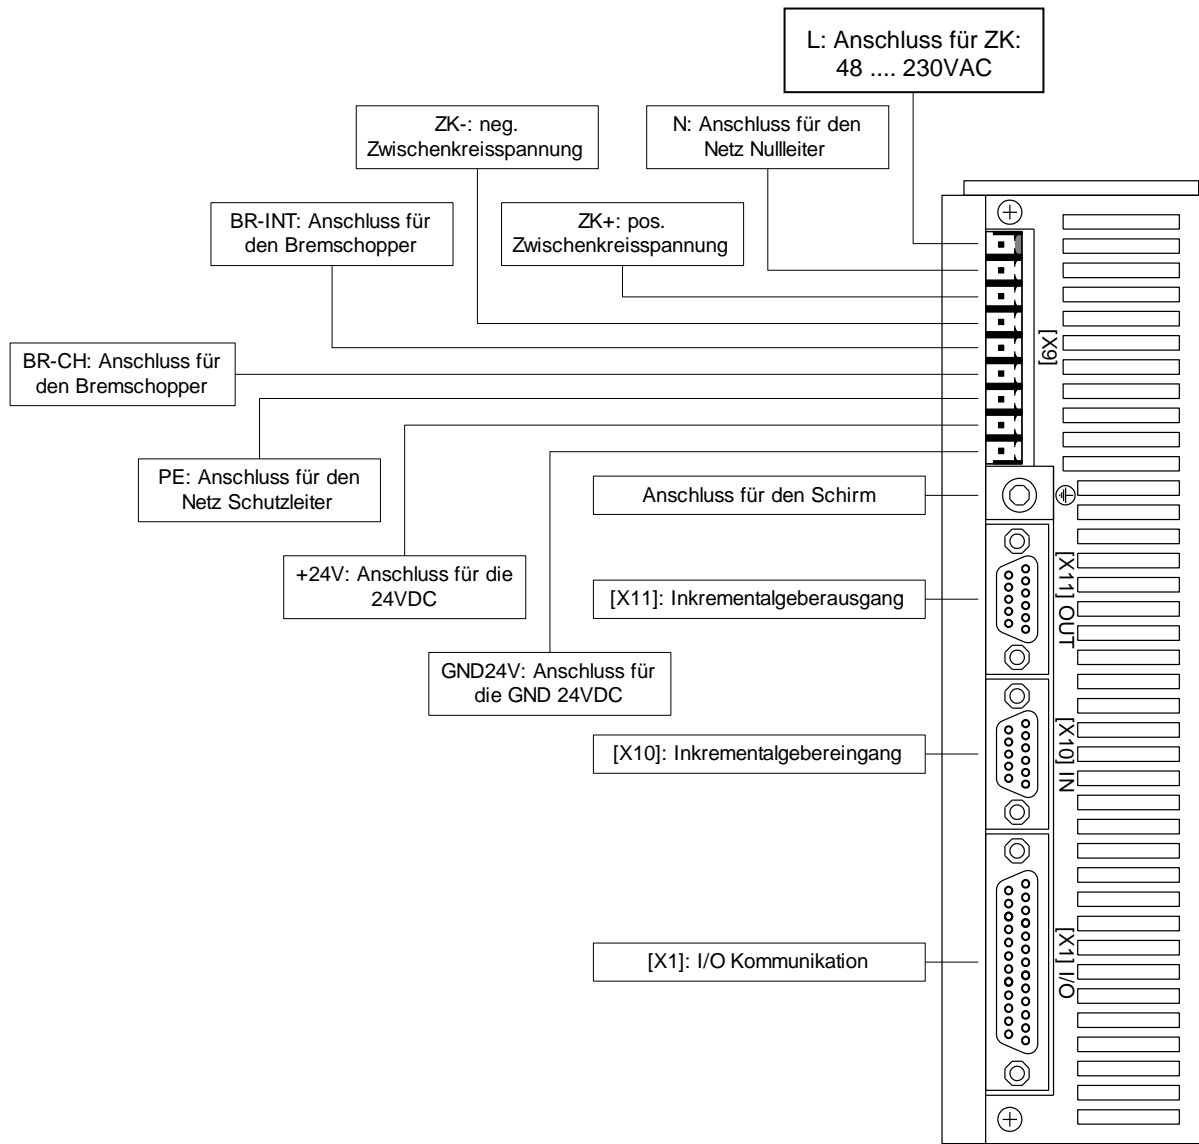 L: Anschluss für ZK:
48 .... 230VAC
ZK-: neg.
Zwischenkreisspannung
N: Anschluss für den
Netz Nullleiter
BR-INT: Anschluss für
den Bremschopper
ZK+: pos.
Zwischenkreisspannung
[X9]
BR-CH: Anschluss für
den Bremschopper
PE: Anschluss für den
Netz Schutzleiter
Anschluss für den Schirm
+24V: Anschluss für die
24VDC
[X11]: Inkrementalgeberausgang
[X11] OUT
GND24V: Anschluss für
die GND 24VDC
[X10]: Inkrementalgebereingang
[X10] IN
[X1]: I/O Kommunikation
[X1] I/O